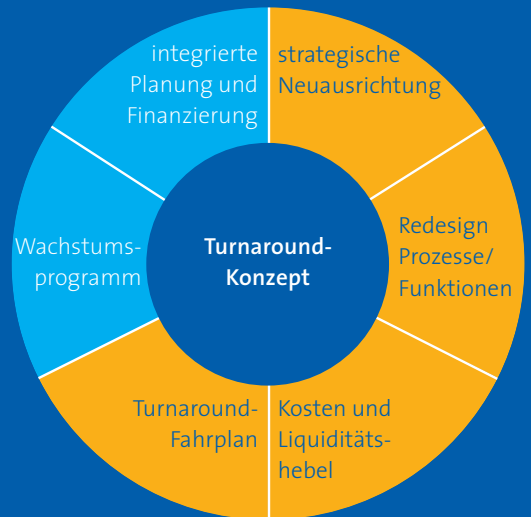 integrierte
Planung und
Finanzierung
strategische
Neuausrichtung
Redesign
Prozesse/
Funktionen
Kosten und
Liquiditäts-
hebel
Turnaround-
Fahrplan
Wachstums-
programm
Turnaround-
Konzept